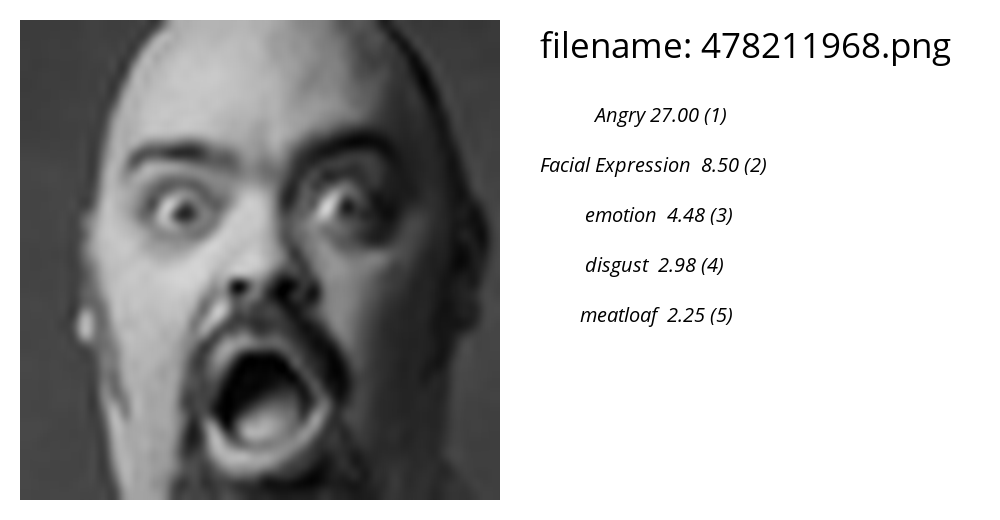 filename: 478211968.png
Angry 27.00 (1)
Facial Expression 8.50 (2)
emotion 4.48 (3)
disgust 2.98 (4)
meatloaf 2.25 (5)